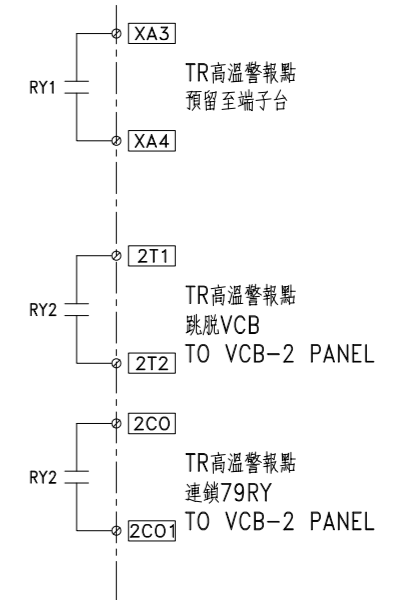 XA3
RY1
TR高溫警報點
預留至端子台
XA4
2T1
RY2
TR高溫警報點
跳脫VCB
TO VCB-2 PANEL
2T2
2CO
RY2
TR高溫警報點
連鎖79RY
TO VCB-2 PANEL
2CO1